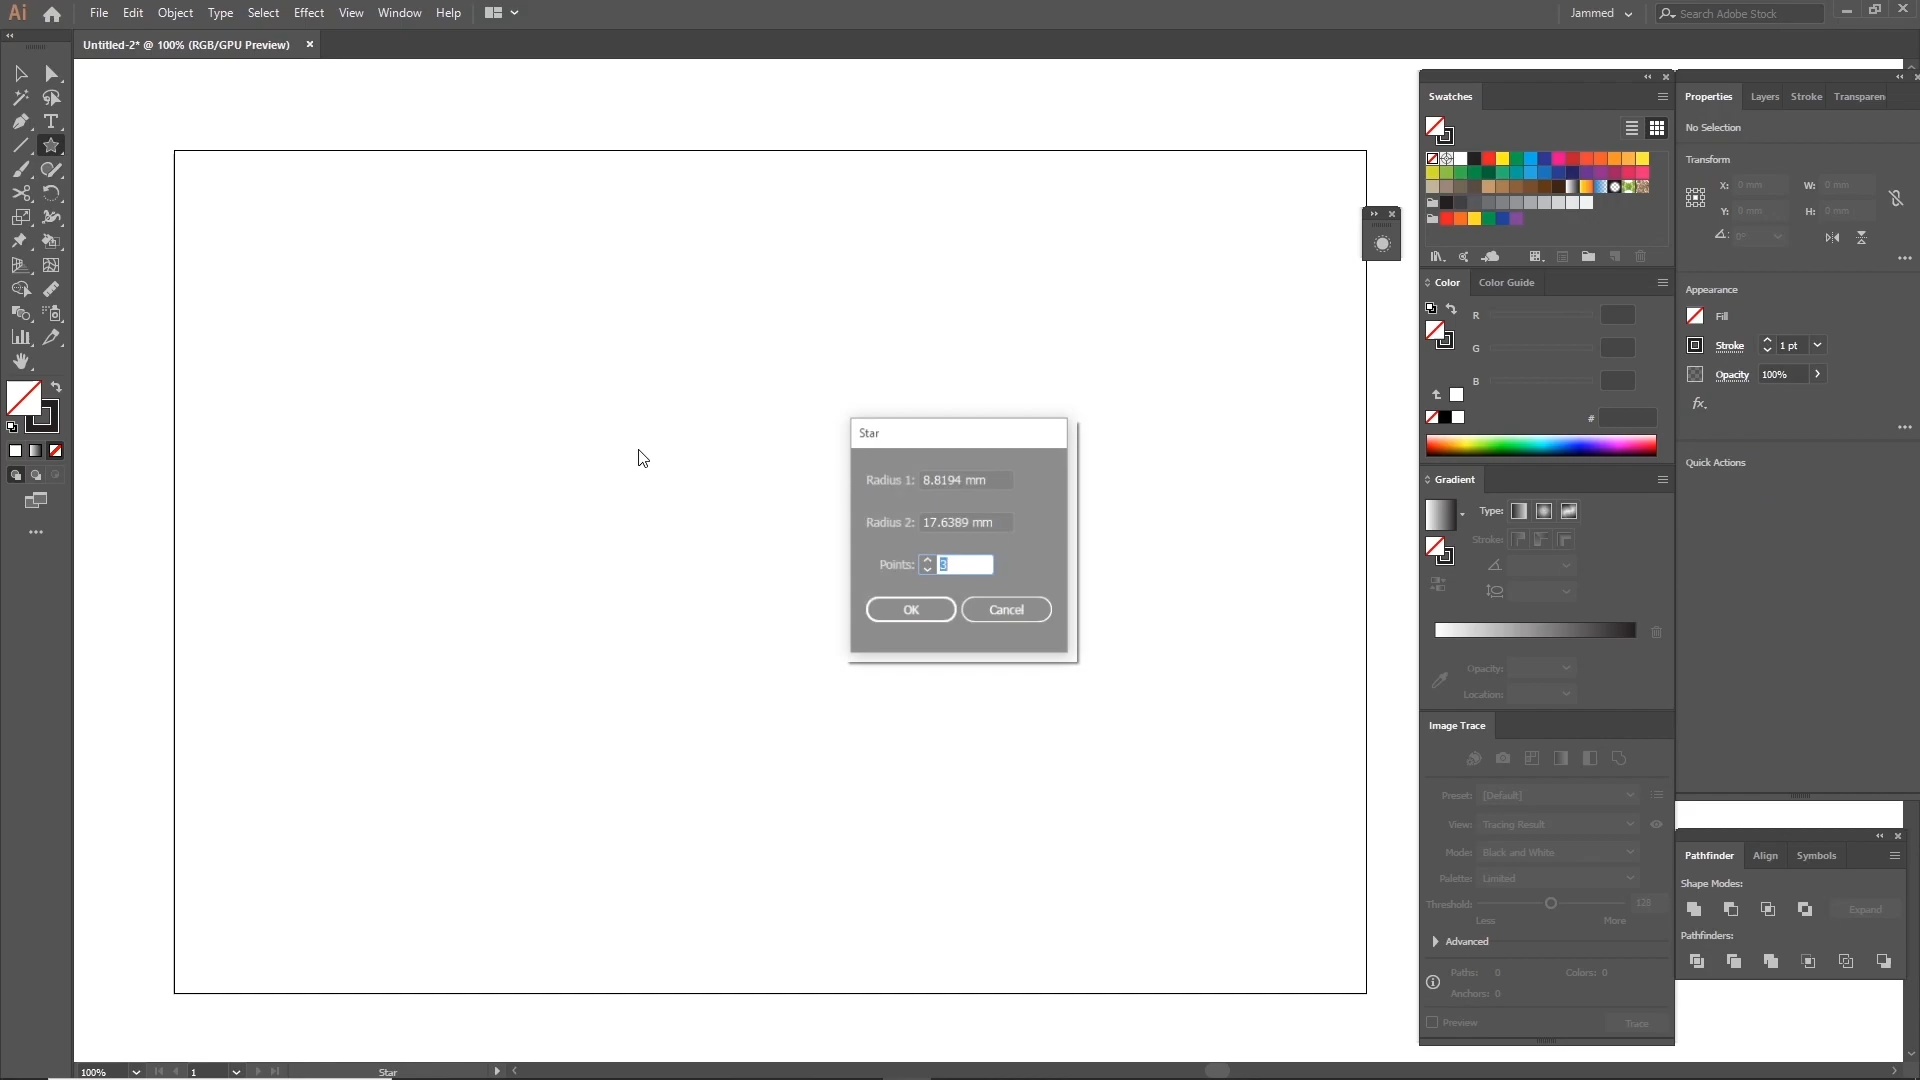 Ai File Edit Object Type Select Effect View Window Help Jammed Search Adobe Stock
Untitled-2* @ 100% (RGB/GPU Preview)
Star
Radius 1: 8.8194 mm
Radius 2: 17.6389 mm
Points: 3
OK Cancel
Swatches
Color Color Guide
R
G
B
#
Gradient
Type:
Stroke:
Opacity:
Location:
Image Trace
Preset: [Default]
View: Tracing Result
Mode: Black and White
Palette: Limited
Threshold: 128
Less More
Advanced
Paths: 0 Colors: 0
Anchors: 0
Preview Trace
Properties Layers Stroke Transparen
No Selection
Transform
X: 0 mm W: 0 mm
Y: 0 mm H: 0 mm
0°
Appearance
Fill
Stroke 1 pt
Opacity 100%
fx.
Quick Actions
Pathfinder Align Symbols
Shape Modes:
Expand
Pathfinders:
100% 1 Star